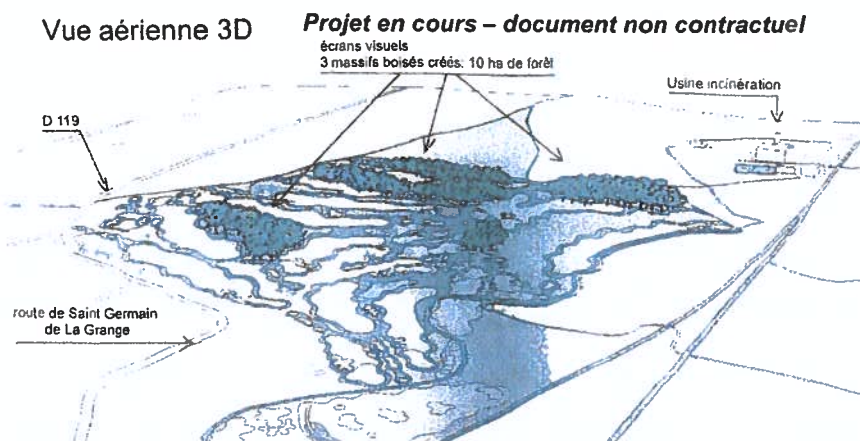 Vue aérienne 3D
Projet en cours – document non contractuel
écrans visuels
3 massifs boisés créés: 10 ha de forêt
Usine incinération
D 119
route de Saint Germain
de La Grange